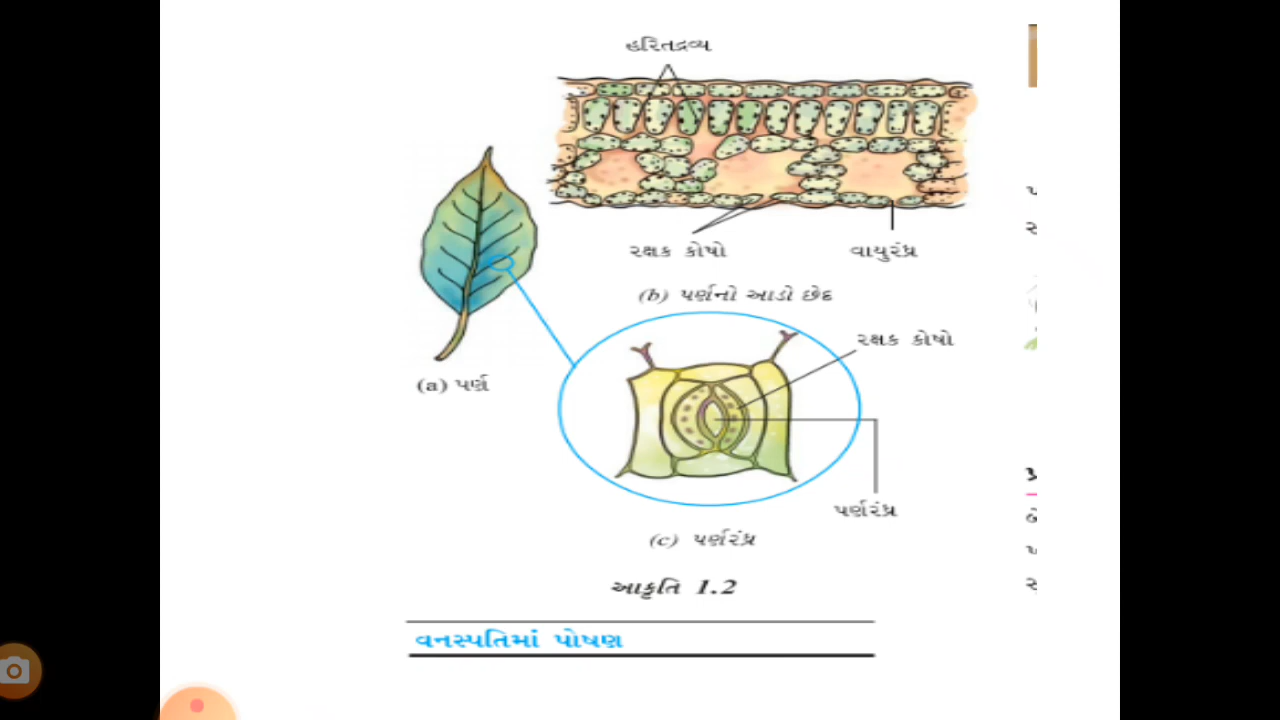 હરિતદ્રવ્ય
રક્ષક કોષો
વાયુરંધ્ર
(b) પર્ણનો આડો છેદ
રક્ષક કોષો
(a) પર્ણ
પર્ણરંધ્ર
(c) પર્ણરંધ્ર
આકૃતિ 1.2
વનસ્પતિમાં પોષણ